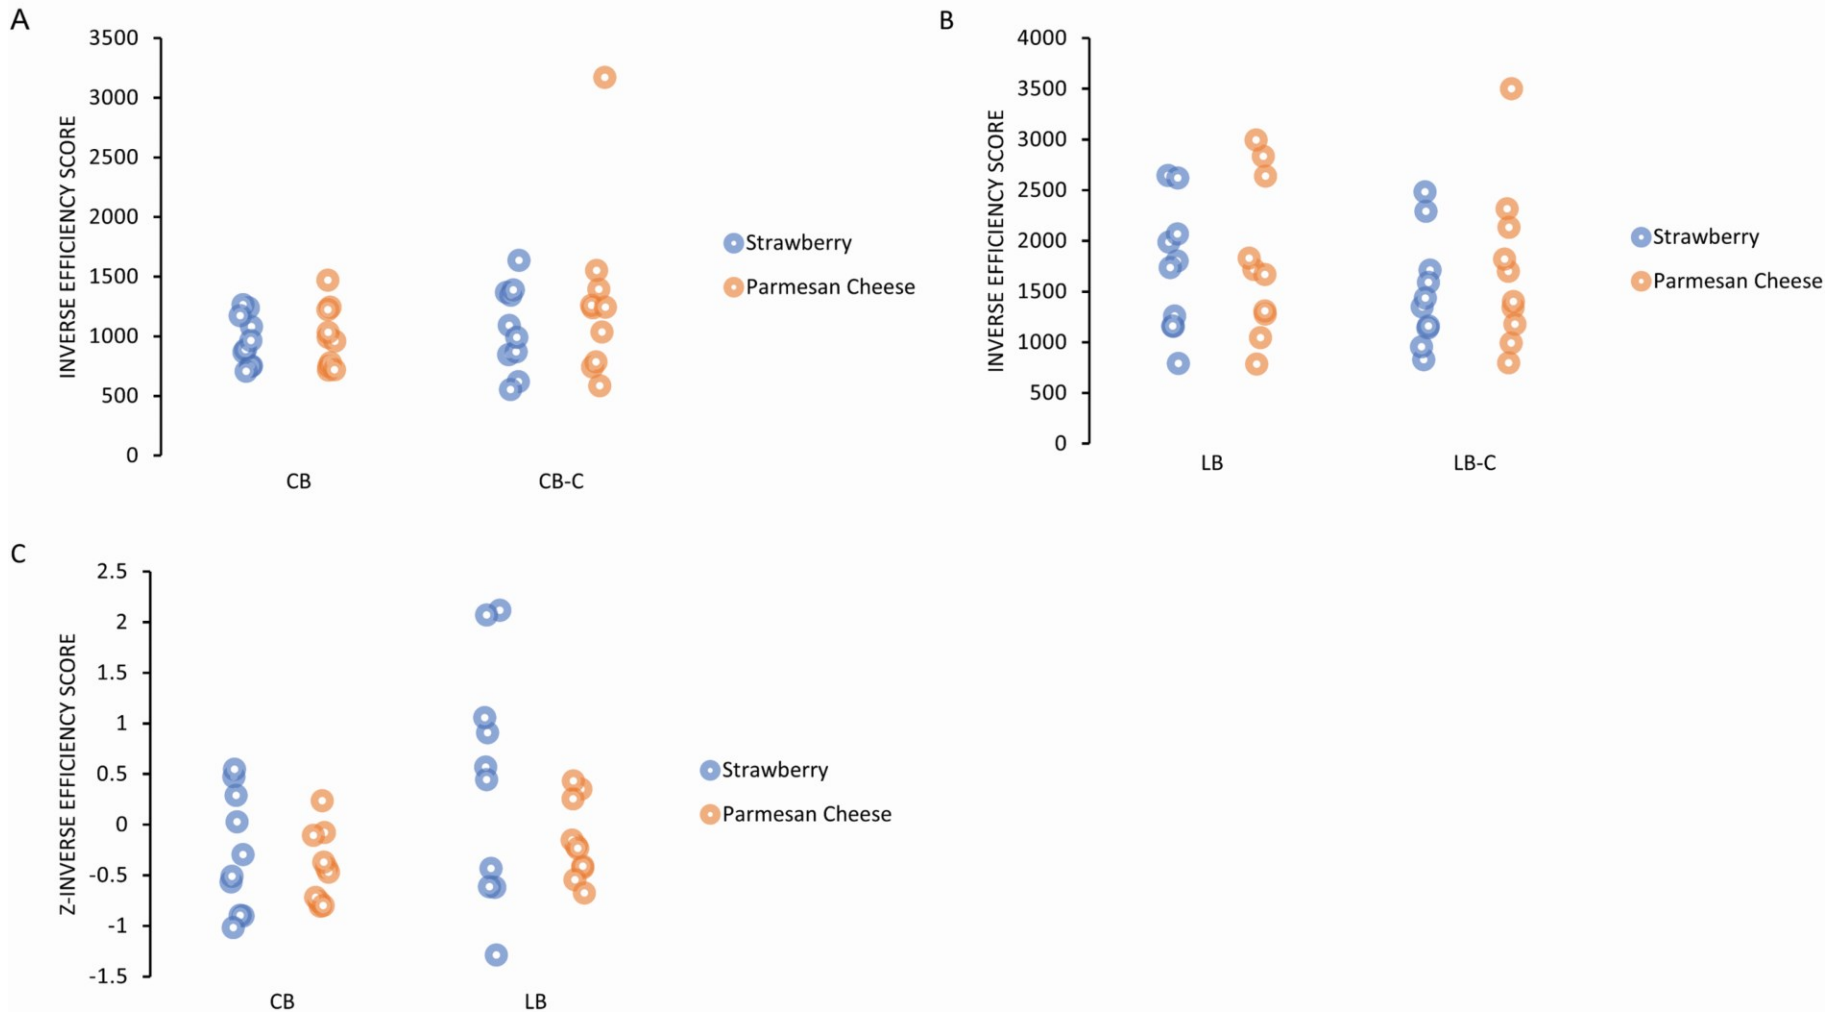 A
3500
3000
2500
2000
1500
1000
500
0
INVERSE EFFICIENCY SCORE
CB
CB-C
Strawberry
Parmesan Cheese
B
4000
3500
3000
2500
2000
1500
1000
500
0
INVERSE EFFICIENCY SCORE
LB
LB-C
Strawberry
Parmesan Cheese
C
2.5
2
1.5
1
0.5
0
-0.5
-1
-1.5
Z-INVERSE EFFICIENCY SCORE
CB
LB
Strawberry
Parmesan Cheese